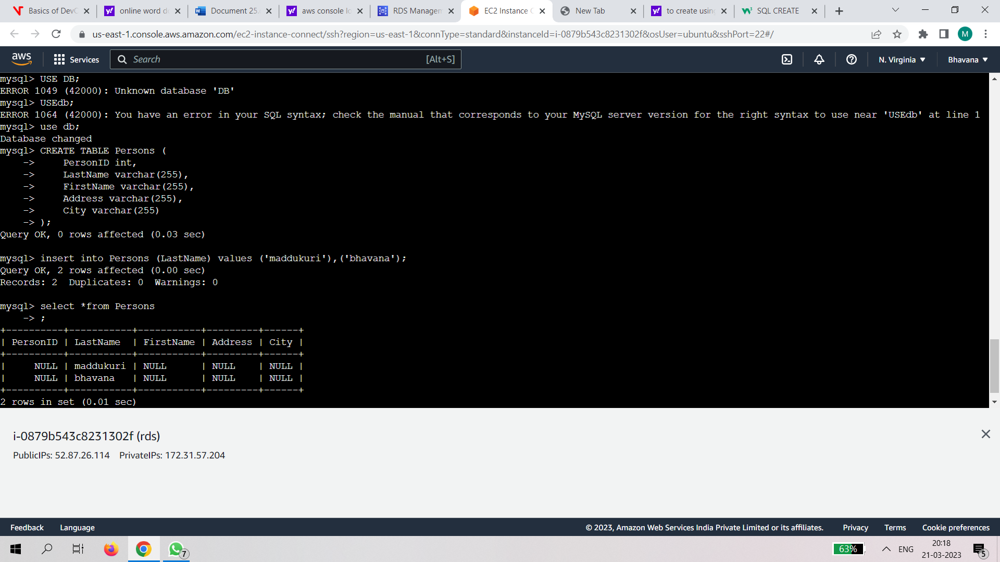 Basics of DevC
online word d
Document 25.
aws console lo
RDS Managem
EC2 Instance C
New Tab
to create usin
SQL CREATE
us-east-1.console.aws.amazon.com/ec2-instance-connect/ssh?region=us-east-1&connType=standard&instanceId=i-0879b543c8231302f&osUser=ubuntu&sshPort=22#/
M
aws
Services
Search
[Alt+S]
N. Virginia
Bhavana
mysql> USE DB;
ERROR 1049 (42000): Unknown database 'DB'
mysql> USEdb;
ERROR 1064 (42000): You have an error in your SQL syntax; check the manual that corresponds to your MySQL server version for the right syntax to use near 'USEdb' at line 1
mysql> use db;
Database changed
mysql> CREATE TABLE Persons (
    ->     PersonID int,
    ->     LastName varchar(255),
    ->     FirstName varchar(255),
    ->     Address varchar(255),
    ->     City varchar(255)
    -> );
Query OK, 0 rows affected (0.03 sec)
mysql> insert into Persons (LastName) values ('maddukuri'),('bhavana');
Query OK, 2 rows affected (0.00 sec)
Records: 2  Duplicates: 0  Warnings: 0
mysql> select *from Persons
    -> ;
+----------+-----------+-----------+---------+------+
| PersonID | LastName  | FirstName | Address | City |
+----------+-----------+-----------+---------+------+
|     NULL | maddukuri | NULL      | NULL    | NULL |
|     NULL | bhavana   | NULL      | NULL    | NULL |
+----------+-----------+-----------+---------+------+
2 rows in set (0.01 sec)
i-0879b543c8231302f (rds)
PublicIPs: 52.87.26.114    PrivateIPs: 172.31.57.204
Feedback
Language
© 2023, Amazon Web Services India Private Limited or its affiliates.
Privacy
Terms
Cookie preferences
7
63%
ENG
20:18
21-03-2023
5